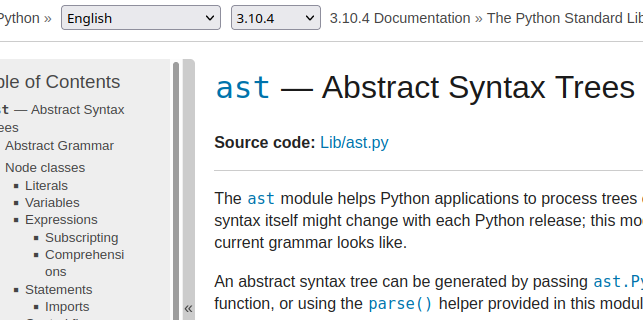 Python »
English
3.10.4
3.10.4 Documentation » The Python Standard Lib
ble of Contents
st — Abstract Syntax
ees
Abstract Grammar
Node classes
Literals
Variables
Expressions
Subscripting
Comprehensi
ons
Statements
Imports
«
ast — Abstract Syntax Trees
Source code: Lib/ast.py
The ast module helps Python applications to process trees
syntax itself might change with each Python release; this mo
current grammar looks like.
An abstract syntax tree can be generated by passing ast.Py
function, or using the parse() helper provided in this modul